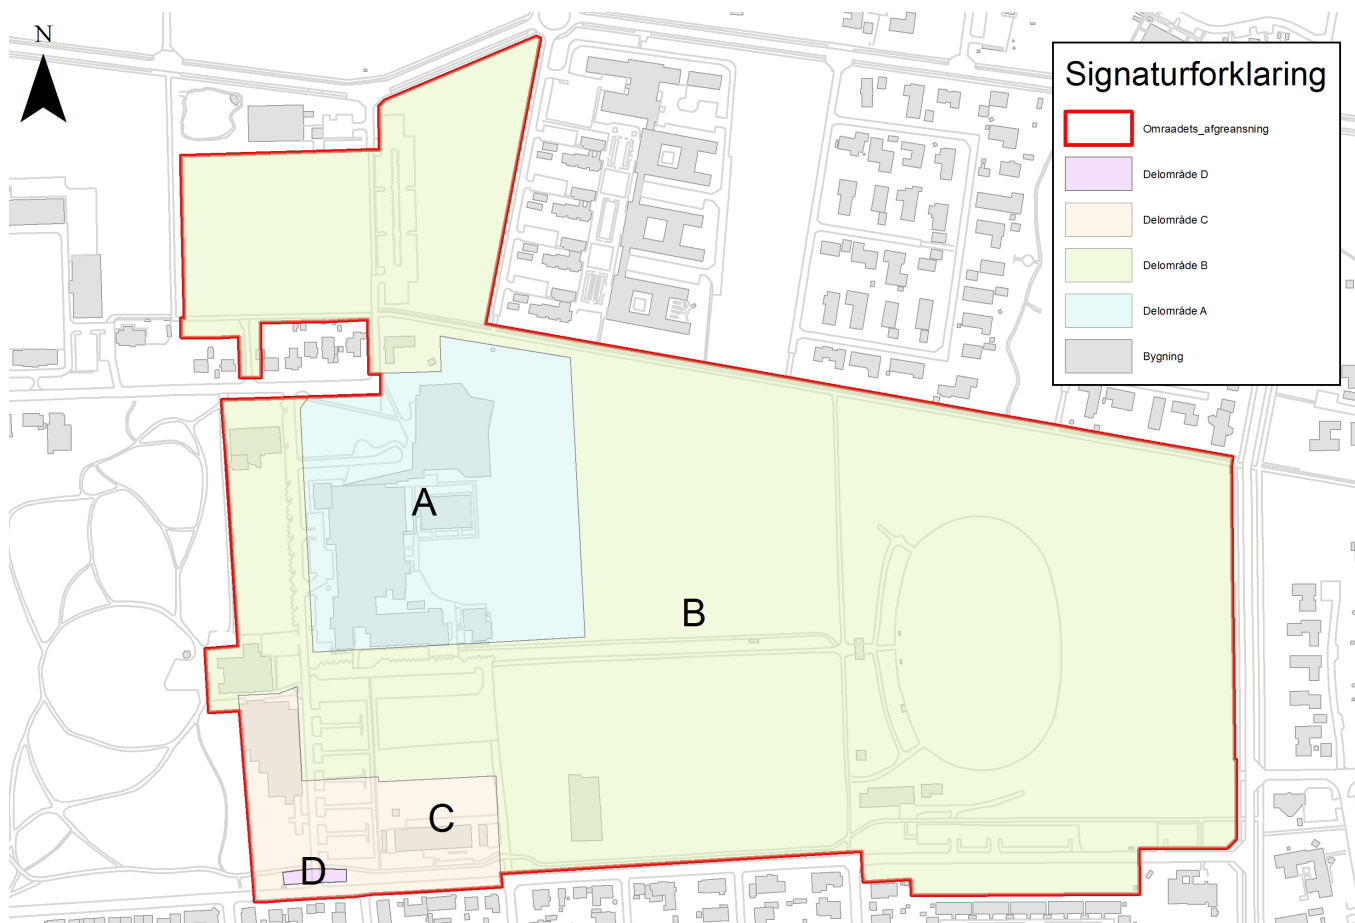 N
Signaturforklaring
Omraadets_afgreansning
Delområde D
Delområde C
Delområde B
Delområde A
Bygning
A
B
C
D